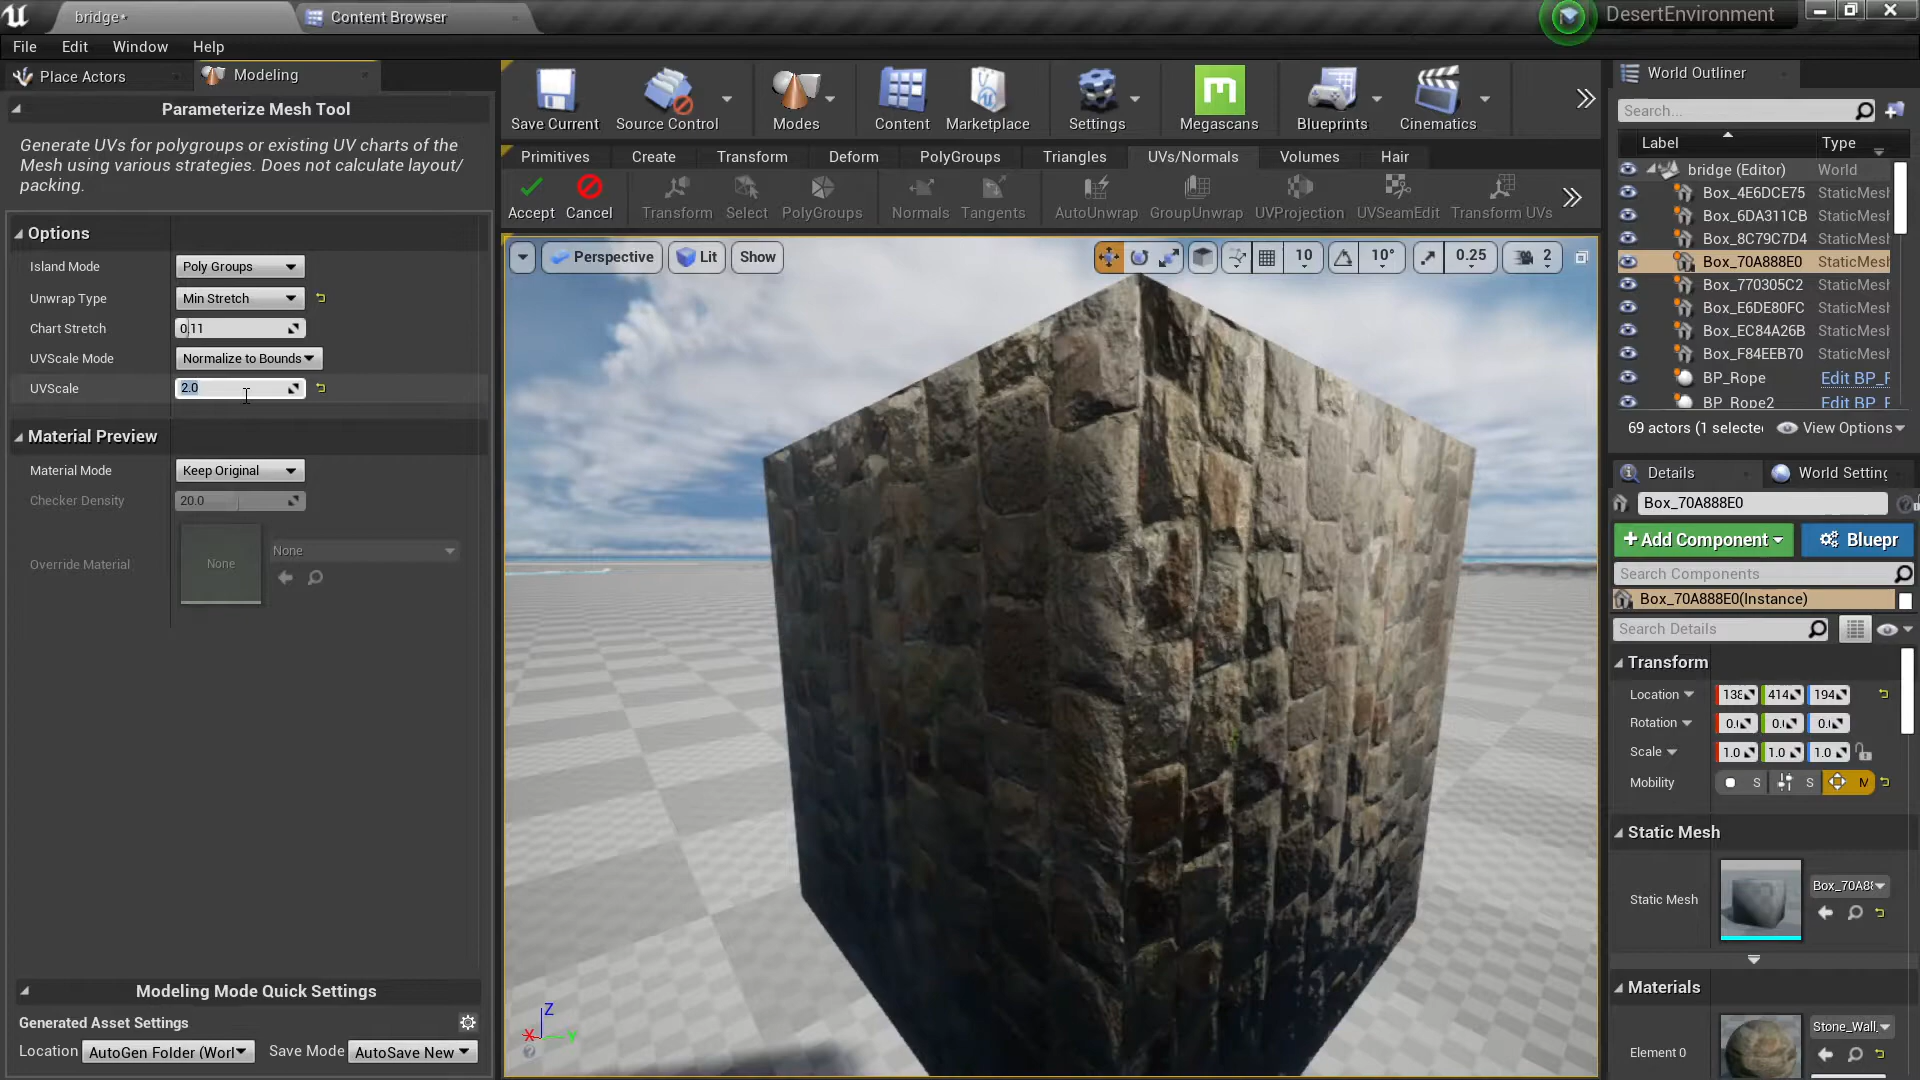 bridge*
Content Browser
DesertEnvironment
File Edit Window Help
Place Actors
Modeling
Parameterize Mesh Tool
Generate UVs for polygroups or existing UV charts of the
Mesh using various strategies. Does not calculate layout/
packing.
Options
Island Mode Poly Groups
Unwrap Type Min Stretch
Chart Stretch 0.11
UVScale Mode Normalize to Bounds
UVScale 2.0
Material Preview
Material Mode Keep Original
Checker Density 20.0
Override Material None None
Modeling Mode Quick Settings
Generated Asset Settings
Location AutoGen Folder (Worl Save Mode AutoSave New
Save Current Source Control Modes Content Marketplace Settings Megascans Blueprints Cinematics
Primitives Create Transform Deform PolyGroups Triangles UVs/Normals Volumes Hair
Accept Cancel Transform Select PolyGroups Normals Tangents AutoUnwrap GroupUnwrap UVProjection UVSeamEdit Transform UVs
Perspective Lit Show 10 10° 0.25 2
Z
X Y
World Outliner
Search...
Label Type
bridge (Editor) World
Box_4E6DCE75 StaticMesh
Box_6DA311CB StaticMesh
Box_8C79C7D4 StaticMesh
Box_70A888E0 StaticMesh
Box_770305C2 StaticMesh
Box_E6DE80FC StaticMesh
Box_EC84A26B StaticMesh
Box_F84EEB70 StaticMesh
BP_Rope Edit BP_F
BP_Rope2 Edit BP_F
69 actors (1 selecte View Options
Details
World Setting
Box_70A888E0
+Add Component Bluepr
Search Components
Box_70A888E0(Instance)
Search Details
Transform
Location 138 414 194
Rotation 0. 0. 0.
Scale 1.0 1.0 1.0
Mobility S S M
Static Mesh
Static Mesh Box_70A8
Materials
Element 0 Stone_Wall